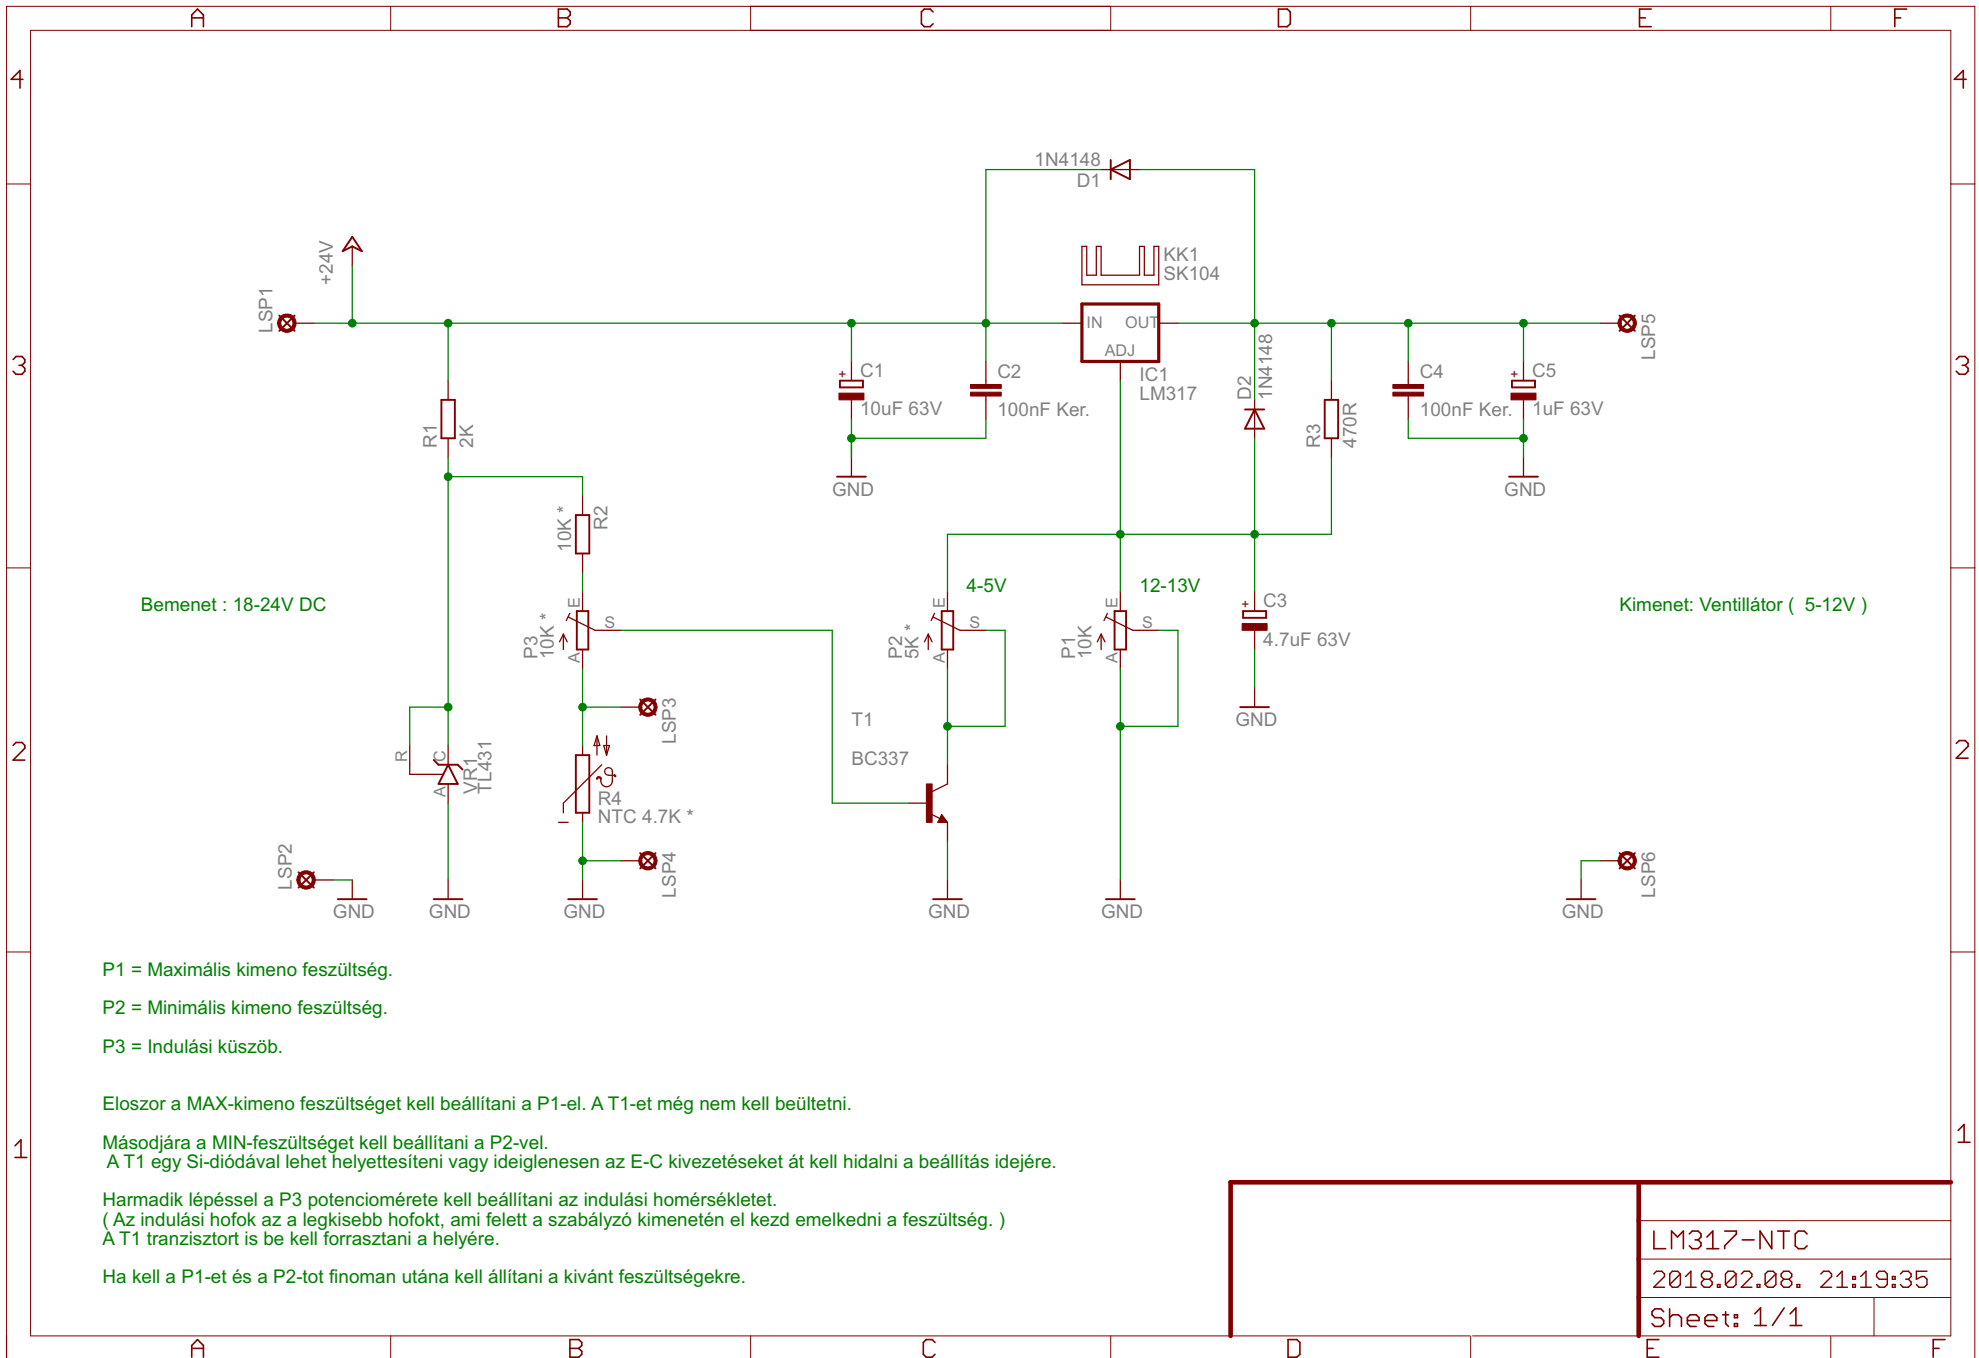 A B C D E F
4 4
1N4148
D1
+24V
KK1
SK104
LSP1
IN OUT
ADJ
LSP5
3 3
IC1
LM317
C1
10uF 63V
C2
100nF Ker.
D2
1N4148
R3
470R
C4
100nF Ker.
C5
1uF 63V
R1
2K
GND
GND
10K *
R2
Bemenet : 18-24V DC
4-5V
12-13V
Kimenet: Ventillátor ( 5-12V )
P3
10K *
E
S
A
P2
5K *
E
S
A
P1
10K
E
S
A
C3
4.7uF 63V
GND
LSP3
T1
BC337
2 2
R
C
A
VR1
TL431
R4
NTC 4.7K *
LSP2
LSP4
LSP6
GND
GND
GND
GND
GND
GND
P1 = Maximális kimeno feszültség.
P2 = Minimális kimeno feszültség.
P3 = Indulási küszöb.
Eloszor a MAX-kimeno feszültséget kell beállítani a P1-el. A T1-et még nem kell beültetni.
Másodjára a MIN-feszültséget kell beállítani a P2-vel.
A T1 egy Si-diódával lehet helyettesíteni vagy ideiglenesen az E-C kivezetéseket át kell hidalni a beállítás idejére.
Harmadik lépéssel a P3 potenciomérete kell beállítani az indulási homérsékletet.
( Az indulási hofok az a legkisebb hofokt, ami felett a szabályzó kimenetén el kezd emelkedni a feszültség. )
A T1 tranzisztort is be kell forrasztani a helyére.
Ha kell a P1-et és a P2-tot finoman utána kell állítani a kivánt feszültségekre.
1 1
LM317-NTC
2018.02.08. 21:19:35
Sheet: 1/1
A B C D E F